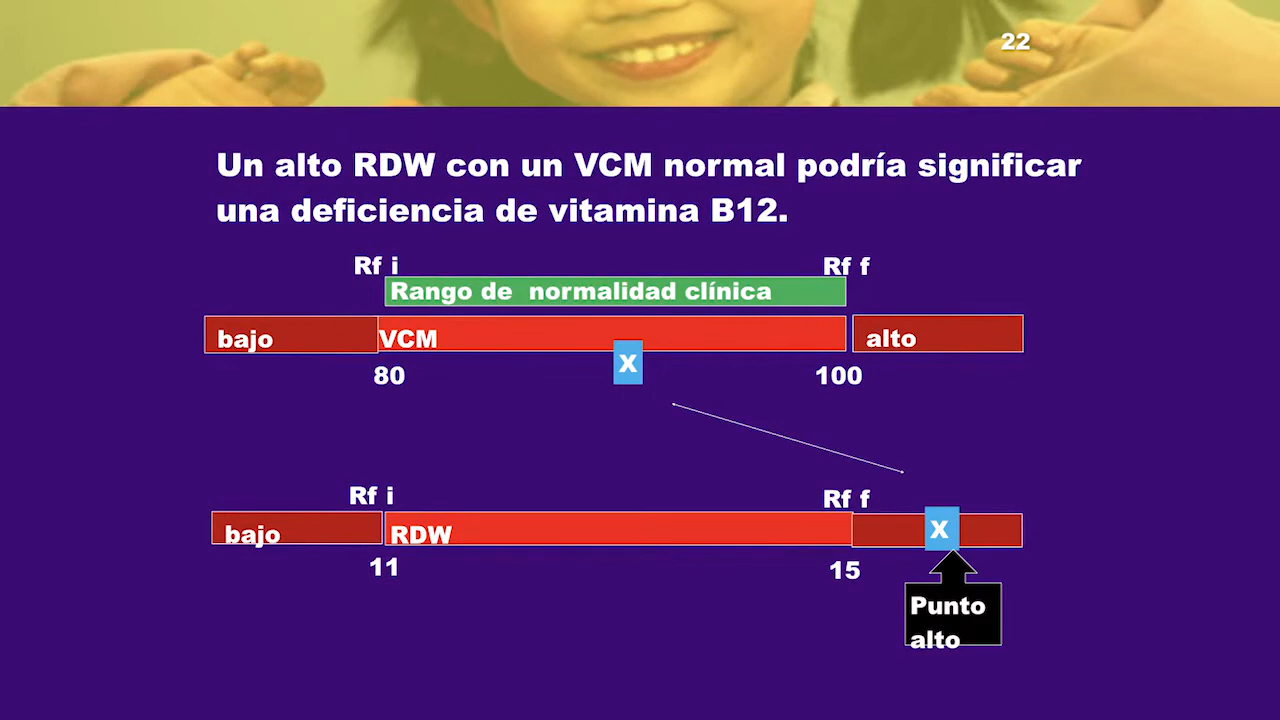 22
Un alto RDW con un VCM normal podría significar
una deficiencia de vitamina B12.
Rf i
Rf f
Rango de normalidad clínica
bajo
VCM
alto
X
80
100
Rf i
Rf f
bajo
RDW
X
11
15
Punto
alto